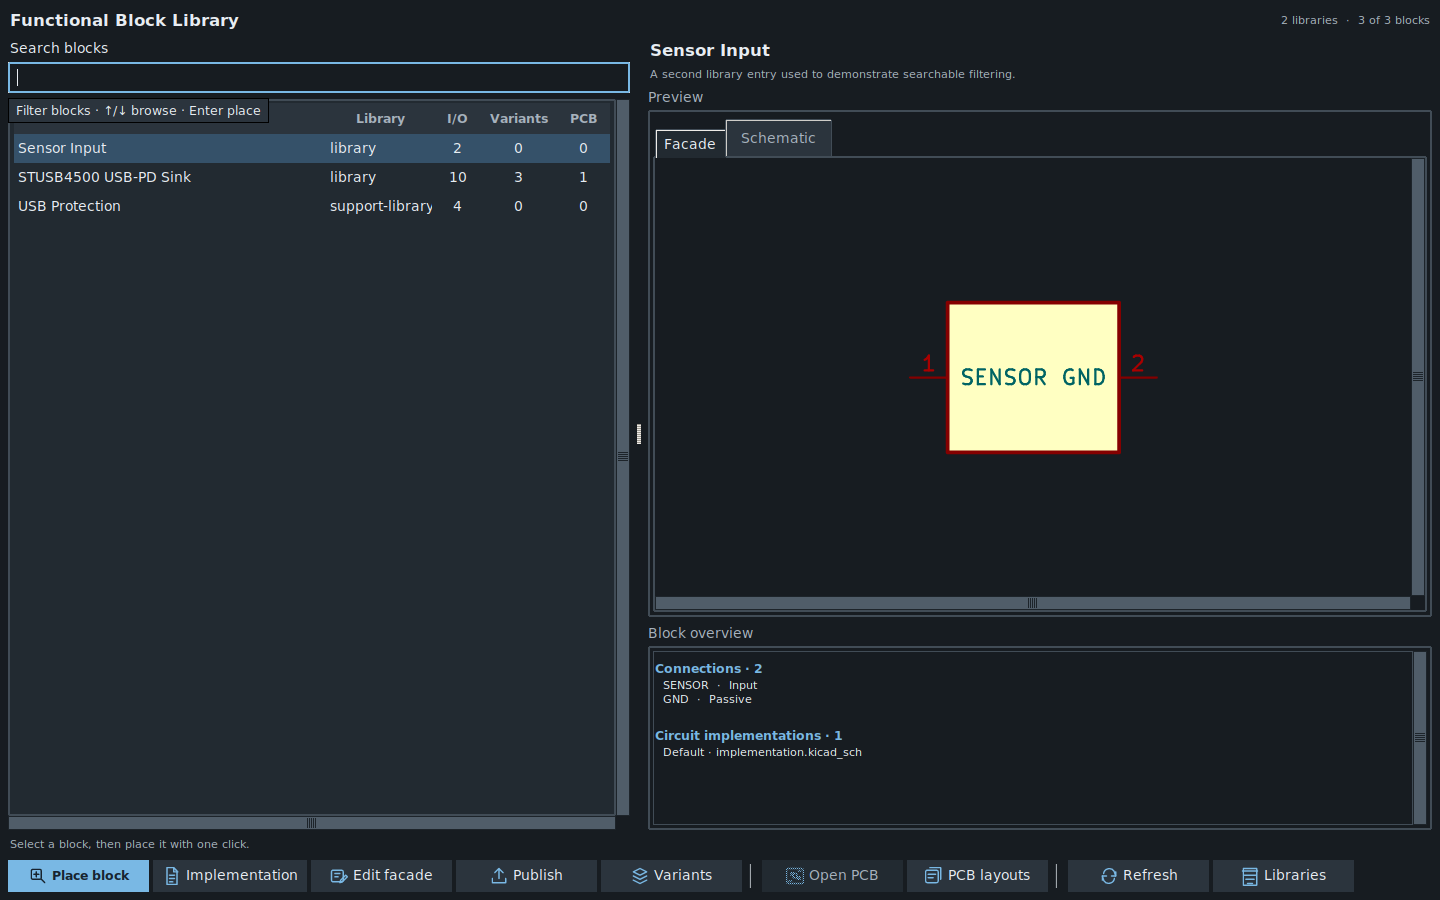 Functional Block Library
2 libraries · 3 of 3 blocks
Search blocks
Filter blocks · ↑/↓ browse · Enter place
Library I/O Variants PCB
Sensor Input library 2 0 0
STUSB4500 USB-PD Sink library 10 3 1
USB Protection support-library 4 0 0
Sensor Input
A second library entry used to demonstrate searchable filtering.
Preview
Facade Schematic
1 SENSOR GND 2
Block overview
Connections · 2
SENSOR · Input
GND · Passive
Circuit implementations · 1
Default · implementation.kicad_sch
Select a block, then place it with one click.
Place block Implementation Edit facade Publish Variants Open PCB PCB layouts Refresh Libraries